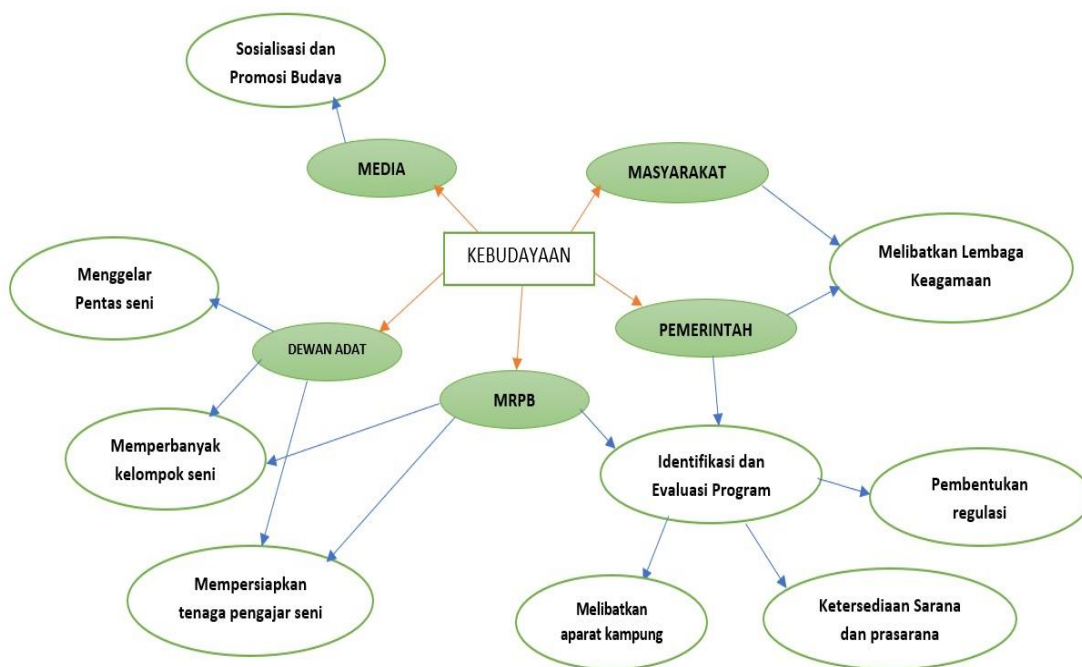 Sosialisasi dan
Promosi Budaya
MEDIA
MASYARAKAT
KEBUDAYAAN
Melibatkan Lembaga
Keagamaan
Menggelar
Pentas seni
PEMERINTAH
DEWAN ADAT
MRPB
Memperbanyak
kelompok seni
Identifikasi dan
Evaluasi Program
Pembentukan
regulasi
Mempersiapkan
tenaga pengajar seni
Melibatkan
aparat kampung
Ketersediaan Sarana
dan prasarana